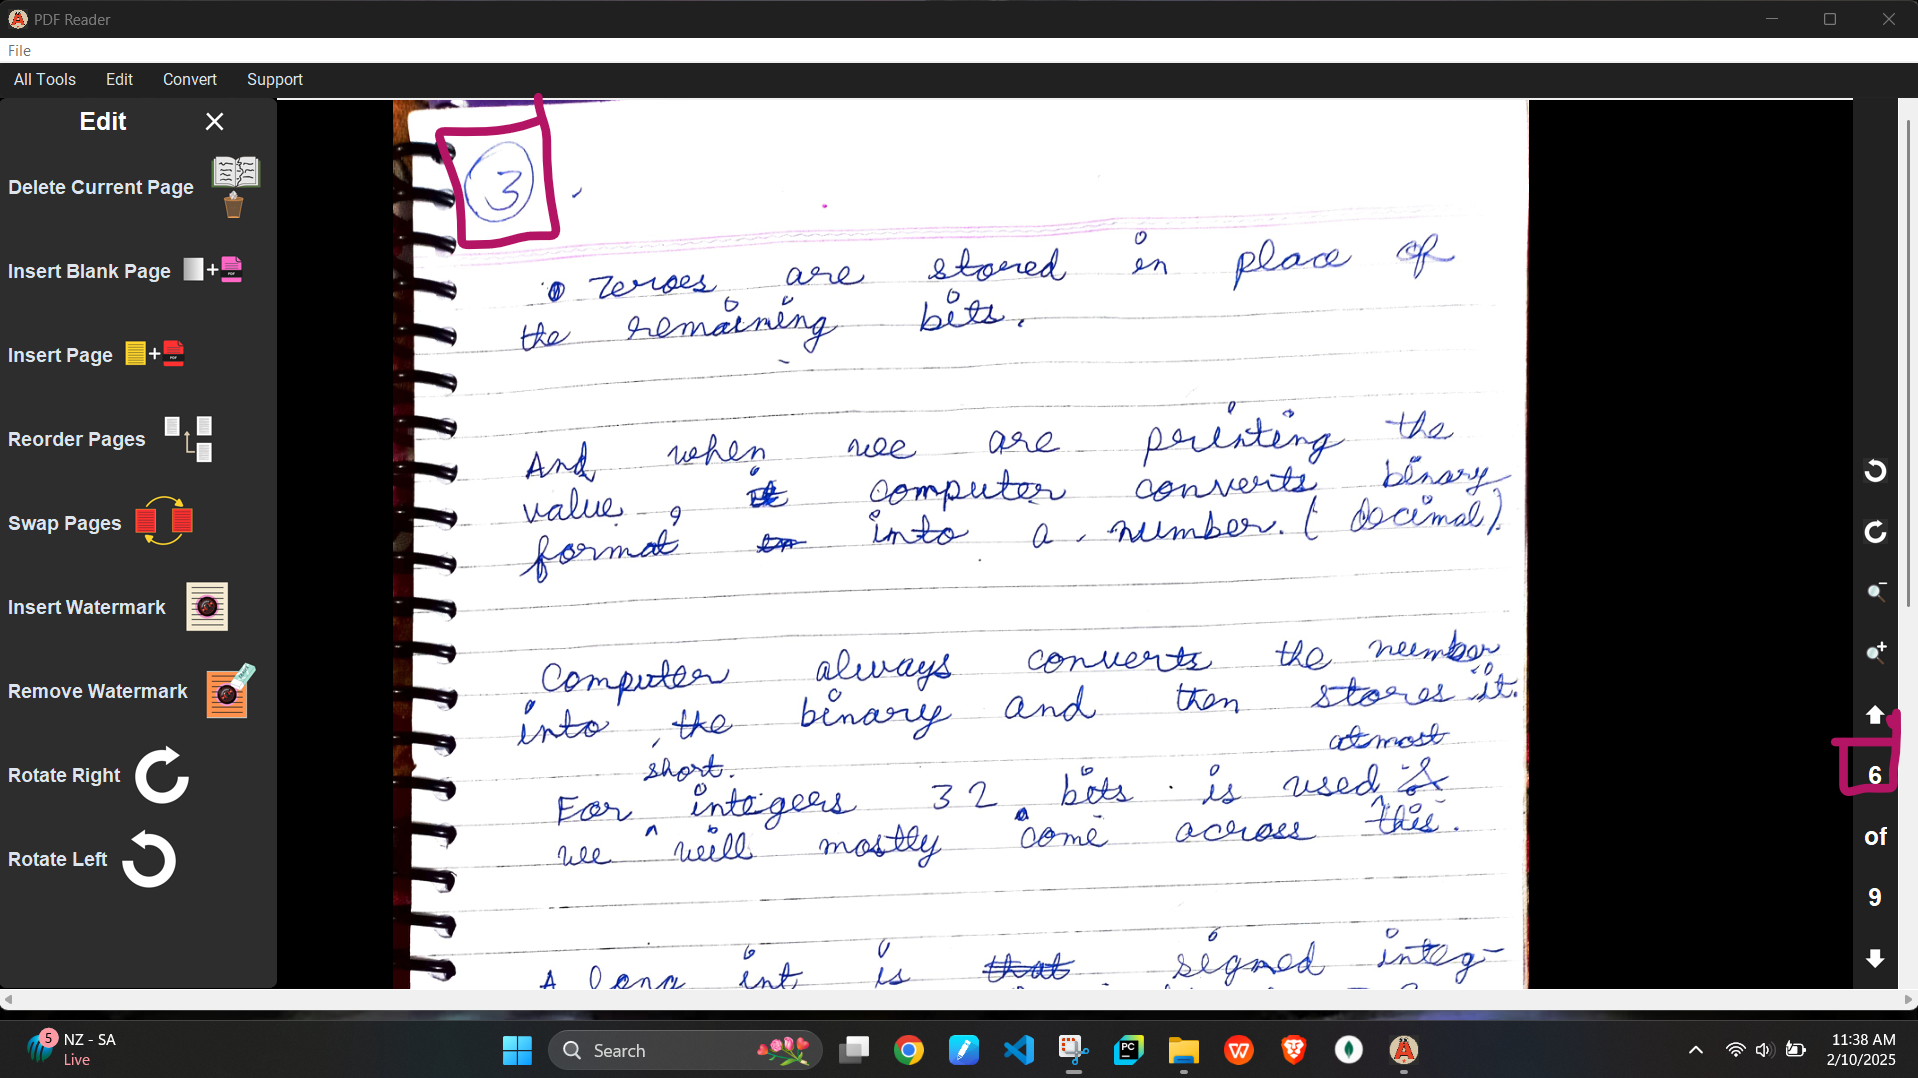 PDF Reader
File
All Tools Edit Convert Support
Edit
Delete Current Page
Insert Blank Page
Insert Page
Reorder Pages
Swap Pages
Insert Watermark
Remove Watermark
Rotate Right
Rotate Left
3
zeroes are stored in place of
the remaining bits.
And when we are printing the
value, computer converts binary
format into a number. (decimal).
Computer always converts the number
into the binary and then stores it.
short. atmost
For integers 32 bits is used &
we will mostly come across this.
A long int is that signed integ-
6
of
9
5
NZ - SA
Live
Search
11:38 AM
2/10/2025